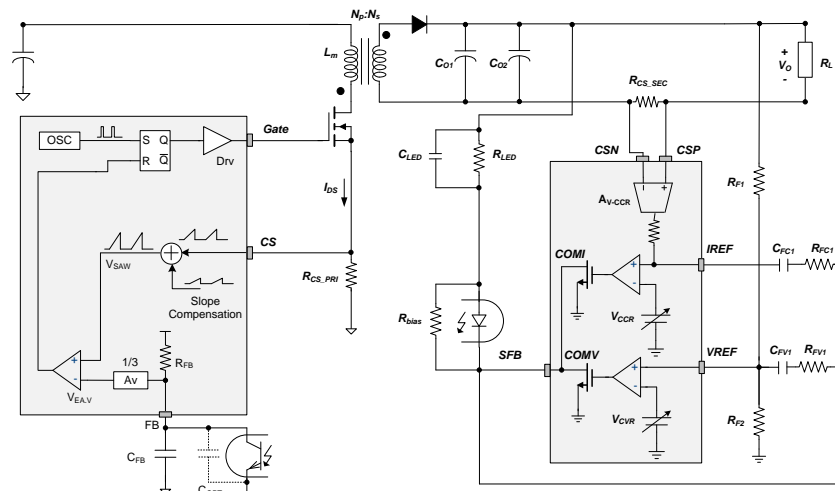 Np:Ns
Lm
CO1
CO2
+
VO
-
RL
RCS_SEC
OSC
S Q
R Q
Drv
Gate
CLED
RLED
CSN
CSP
- +
AV-CCR
RF1
IDS
CS
VSAW
RCS_PRI
Slope
Compensation
COMI
+
-
IREF
CFC1
RFC1
VCCR
Rbias
SFB
COMV
+
-
VREF
CFV1
RFV1
1/3
Av
RFB
+
-
VEA.V
VCVR
RF2
FB
CFB